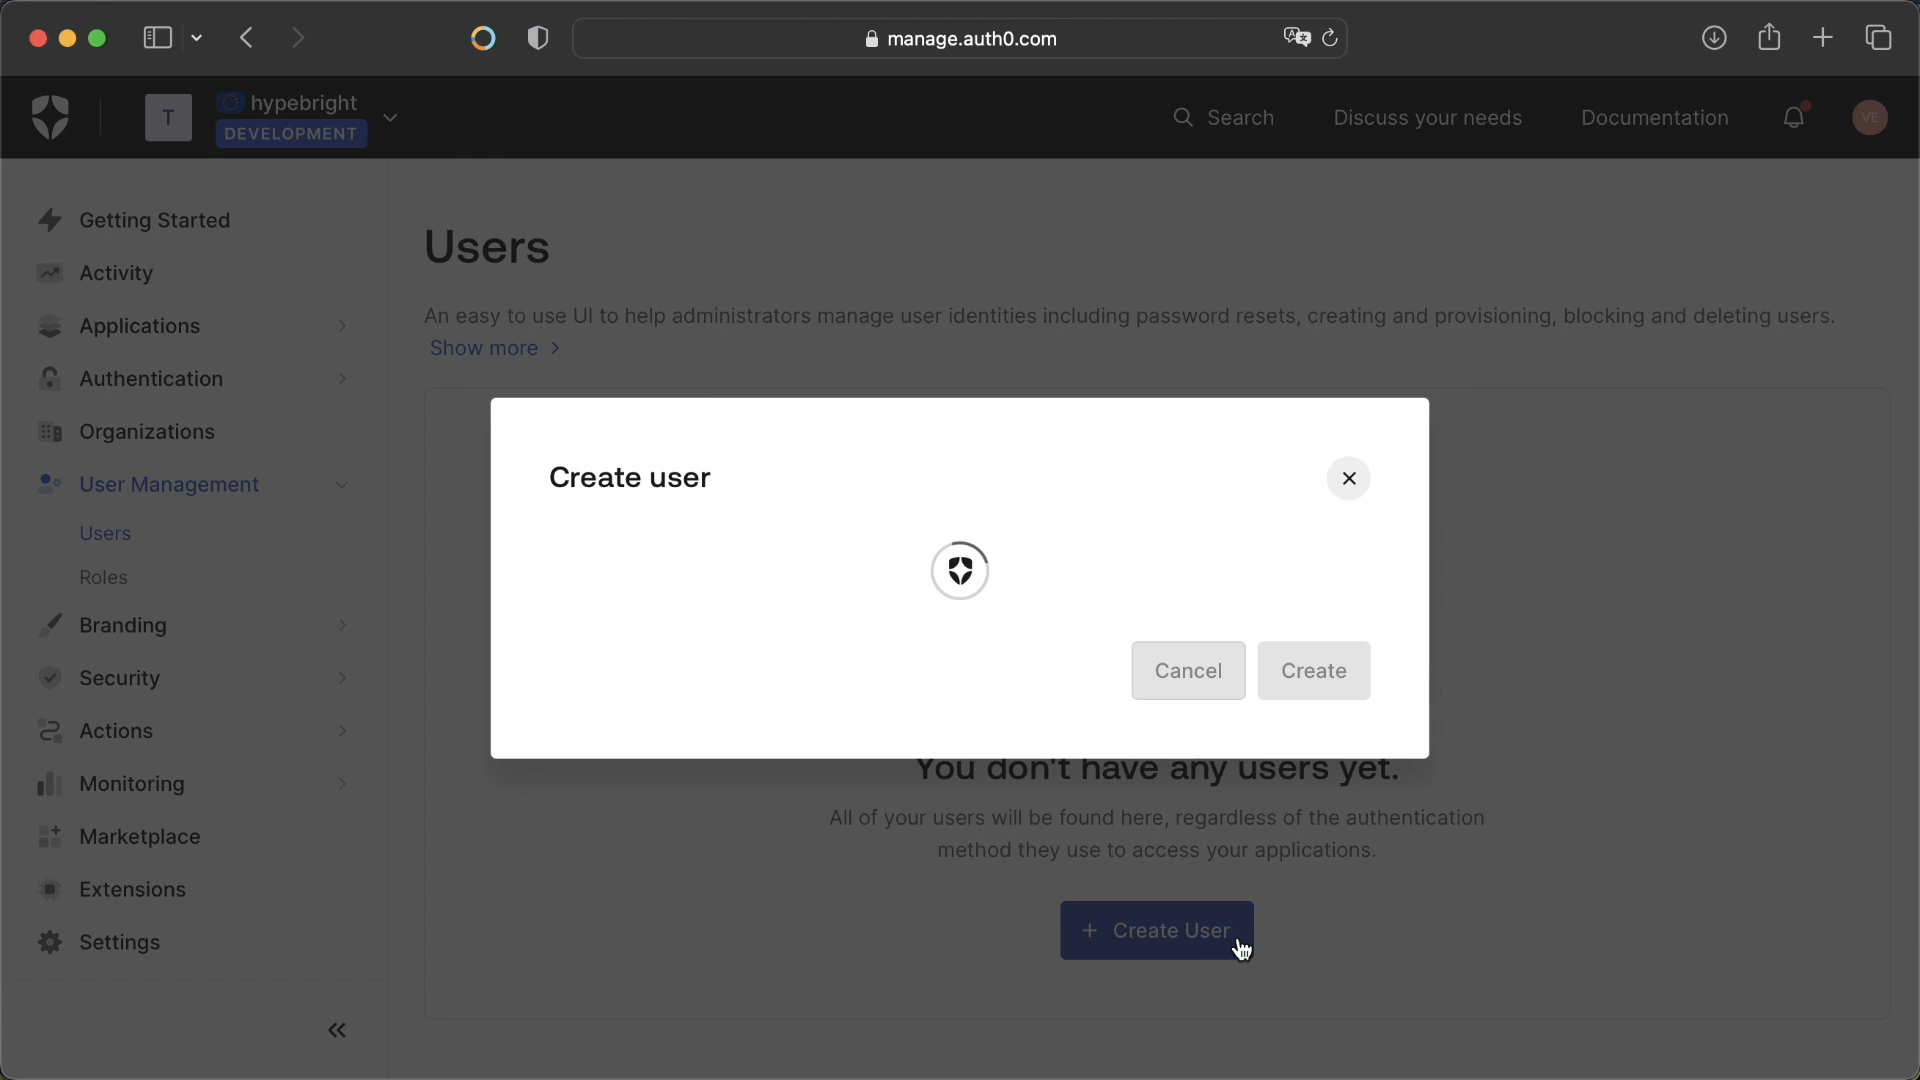 manage.auth0.com
T
hypebright
DEVELOPMENT
Search
Discuss your needs
Documentation
VE
Getting Started
Activity
Applications
Authentication
Organizations
User Management
Users
Roles
Branding
Security
Actions
Monitoring
Marketplace
Extensions
Settings
Users
An easy to use UI to help administrators manage user identities including password resets, creating and provisioning, blocking and deleting users.
Show more
Create user
Cancel
Create
You don't have any users yet.
All of your users will be found here, regardless of the authentication
method they use to access your applications.
+ Create User